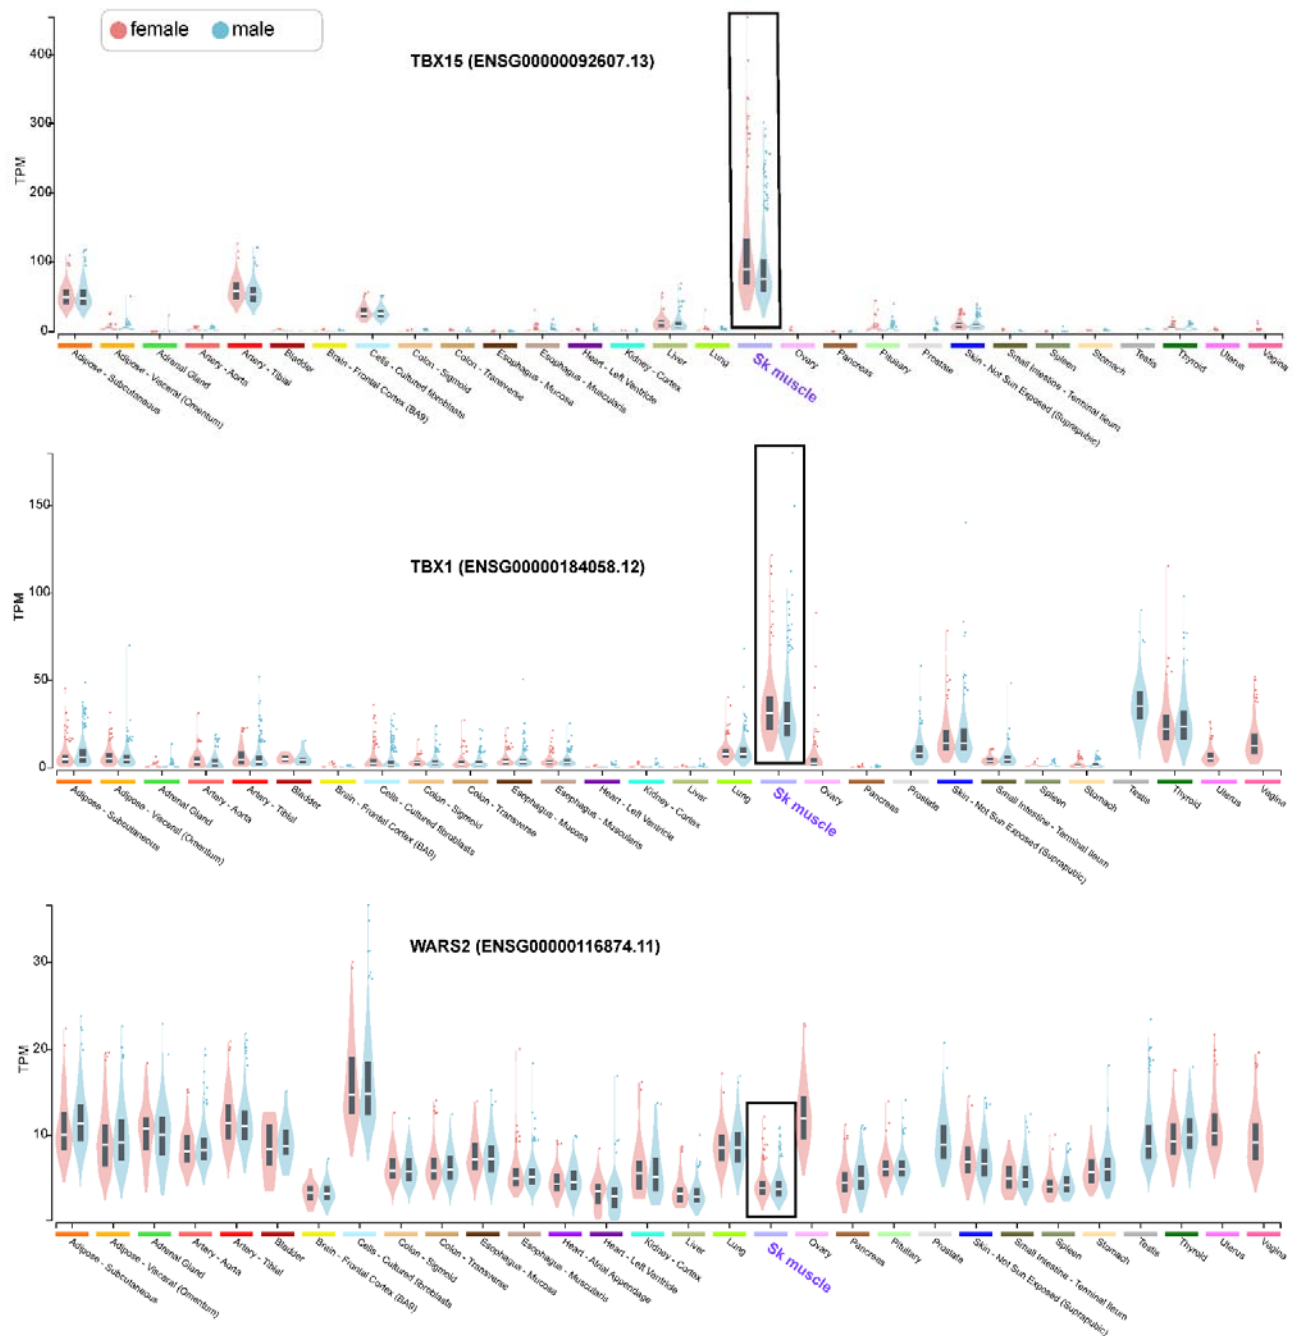 female male
TBX15 (ENSG00000092607.13)
400
300
200
100
0
TPM
Adipose - Subcutaneous
Adipose - Visceral (Omentum)
Adrenal Gland
Artery - Aorta
Artery - Tibial
Bladder
Brain - Frontal Cortex (BA9)
Cells - Cultured fibroblasts
Colon - Sigmoid
Colon - Transverse
Esophagus - Mucosa
Esophagus - Muscularis
Heart - Left Ventricle
Kidney - Cortex
Liver
Lung
Sk muscle
Ovary
Pancreas
Pituitary
Prostate
Skin - Not Sun Exposed (Suprapubic)
Small Intestine - Terminal Ileum
Spleen
Stomach
Testis
Thyroid
Uterus
Vagina
TBX1 (ENSG00000184058.12)
150
100
50
0
TPM
Adipose - Subcutaneous
Adipose - Visceral (Omentum)
Adrenal Gland
Artery - Aorta
Artery - Tibial
Bladder
Brain - Frontal Cortex (BA9)
Cells - Cultured fibroblasts
Colon - Sigmoid
Colon - Transverse
Esophagus - Mucosa
Esophagus - Muscularis
Heart - Left Ventricle
Kidney - Cortex
Liver
Lung
Sk muscle
Ovary
Pancreas
Prostate
Skin - Not Sun Exposed (Suprapubic)
Small Intestine - Terminal Ileum
Spleen
Stomach
Testis
Thyroid
Uterus
Vagina
WARS2 (ENSG00000116874.11)
30
20
10
TPM
Adipose - Subcutaneous
Adipose - Visceral (Omentum)
Adrenal Gland
Artery - Aorta
Artery - Tibial
Bladder
Brain - Frontal Cortex (BA9)
Cells - Cultured fibroblasts
Colon - Sigmoid
Colon - Transverse
Esophagus - Mucosa
Esophagus - Muscularis
Heart - Atrial Appendage
Heart - Left Ventricle
Kidney - Cortex
Liver
Lung
Sk muscle
Ovary
Pancreas
Pituitary
Prostate
Skin - Not Sun Exposed (Suprapubic)
Small Intestine - Terminal Ileum
Spleen
Stomach
Testis
Thyroid
Uterus
Vagina